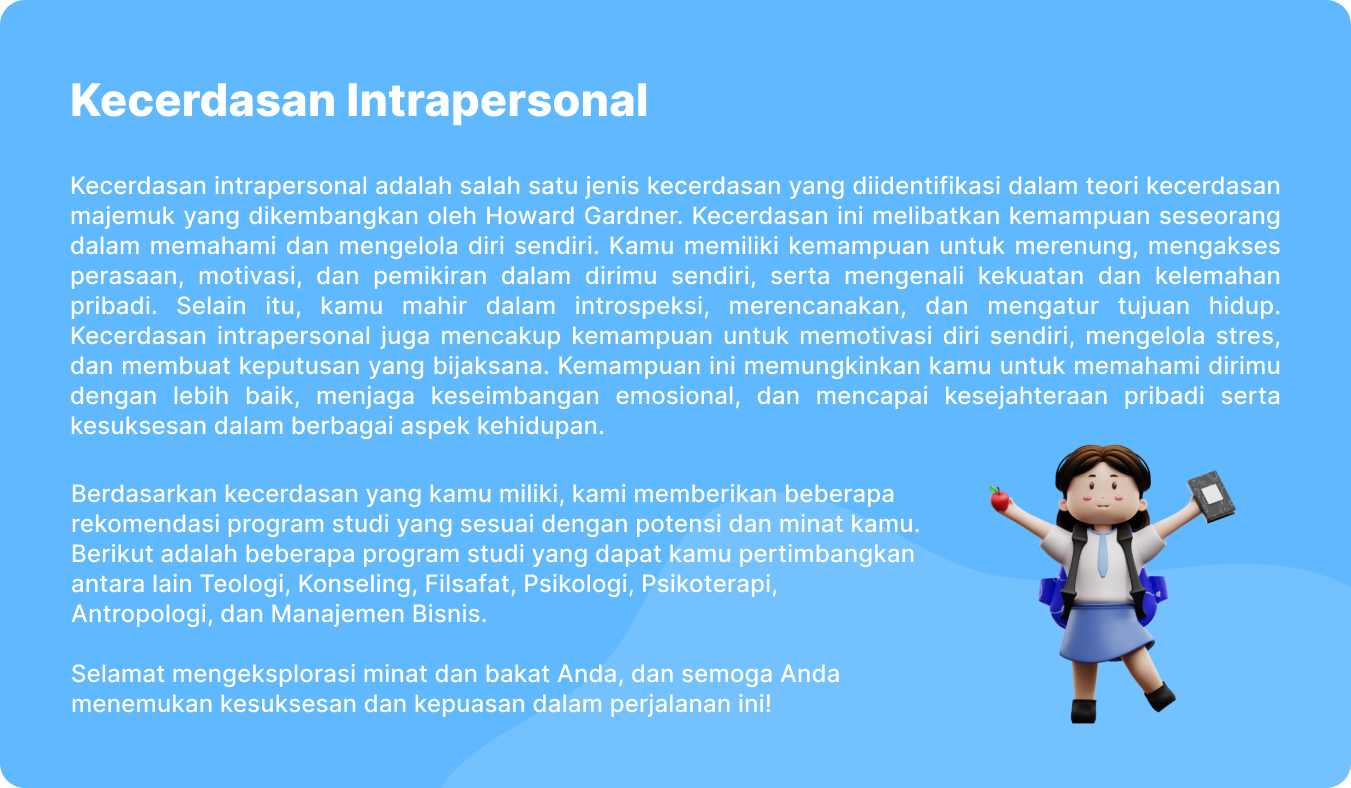 Kecerdasan Intrapersonal
Kecerdasan intrapersonal adalah salah satu jenis kecerdasan yang diidentifikasi dalam teori kecerdasan
majemuk yang dikembangkan oleh Howard Gardner. Kecerdasan ini melibatkan kemampuan seseorang
dalam memahami dan mengelola diri sendiri. Kamu memiliki kemampuan untuk merenung, mengakses
perasaan, motivasi, dan pemikiran dalam dirimu sendiri, serta mengenali kekuatan dan kelemahan
pribadi. Selain itu, kamu mahir dalam introspeksi, merencanakan, dan mengatur tujuan hidup.
Kecerdasan intrapersonal juga mencakup kemampuan untuk memotivasi diri sendiri, mengelola stres,
dan membuat keputusan yang bijaksana. Kemampuan ini memungkinkan kamu untuk memahami dirimu
dengan lebih baik, menjaga keseimbangan emosional, dan mencapai kesejahteraan pribadi serta
kesuksesan dalam berbagai aspek kehidupan.
Berdasarkan kecerdasan yang kamu miliki, kami memberikan beberapa
rekomendasi program studi yang sesuai dengan potensi dan minat kamu.
Berikut adalah beberapa program studi yang dapat kamu pertimbangkan
antara lain Teologi, Konseling, Filsafat, Psikologi, Psikoterapi,
Antropologi, dan Manajemen Bisnis.
Selamat mengeksplorasi minat dan bakat Anda, dan semoga Anda
menemukan kesuksesan dan kepuasan dalam perjalanan ini!